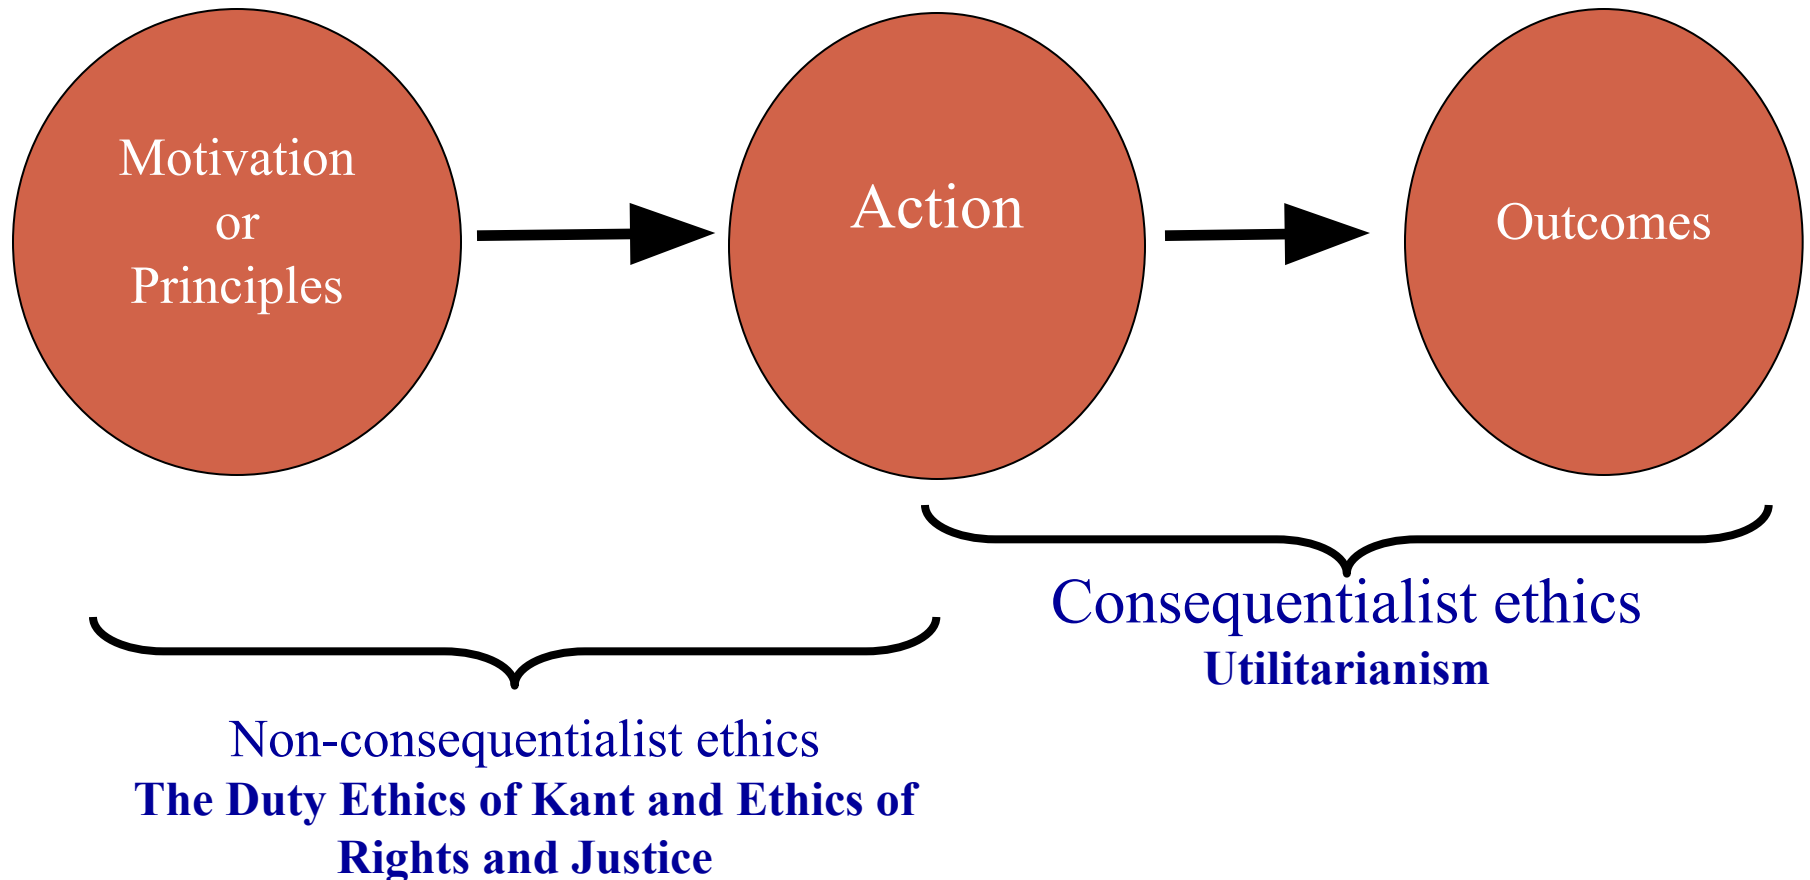 Motivation
or
Principles
Action
Outcomes
Consequentialist ethics
Utilitarianism
Non-consequentialist ethics
The Duty Ethics of Kant and Ethics of
Rights and Justice